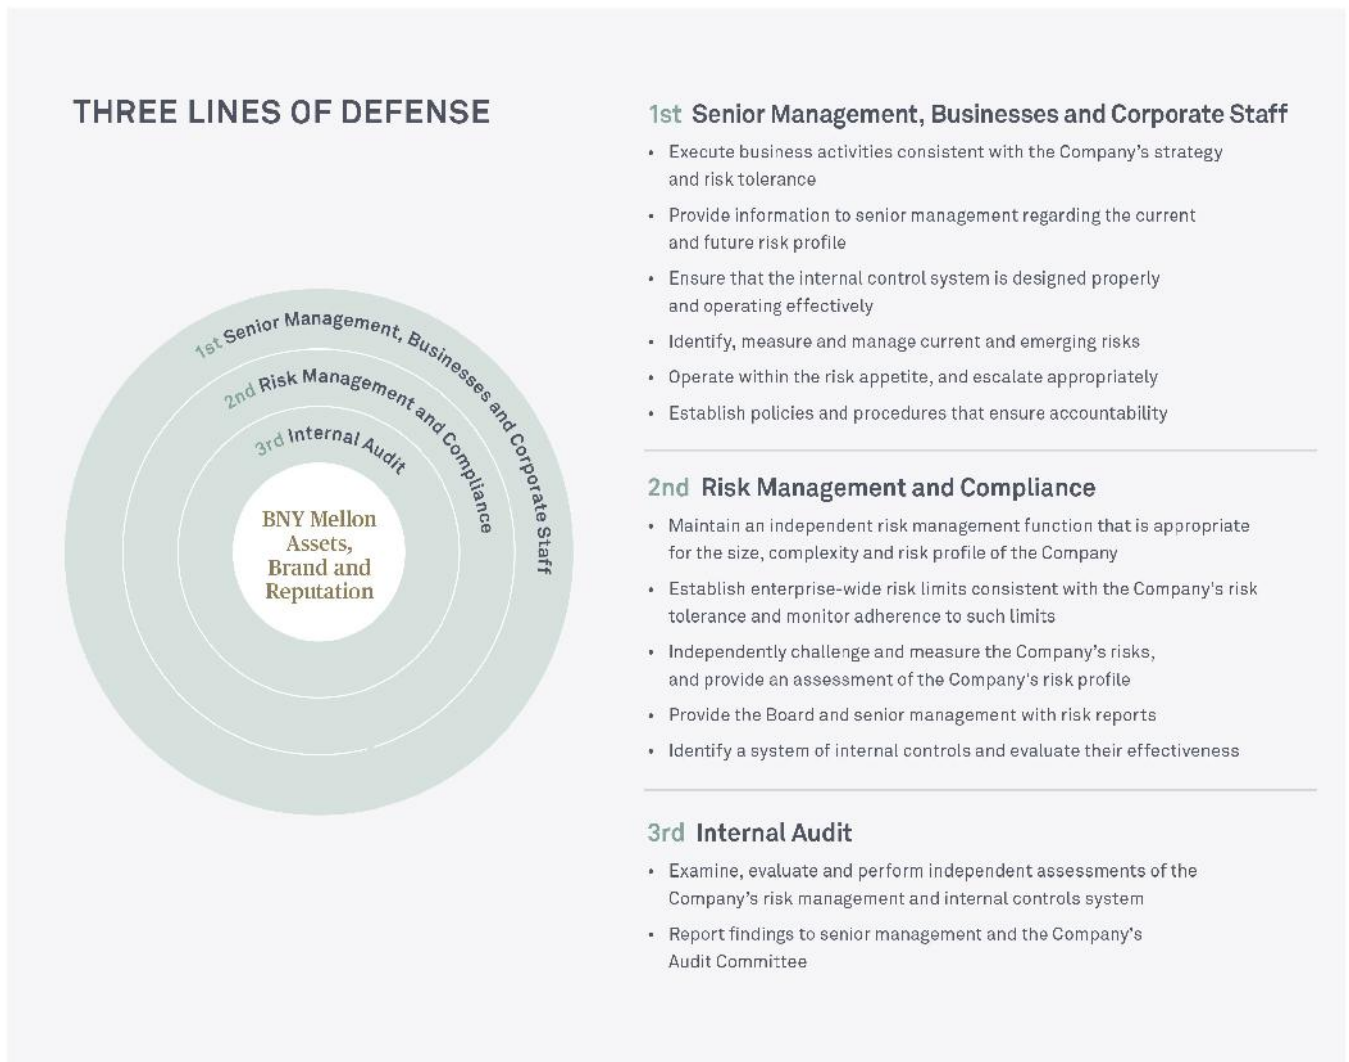 THREE LINES OF DEFENSE
1st Senior Management, Businesses and Corporate Staff
2nd Risk Management and Compliance
3rd Internal Audit
BNY Mellon
Assets,
Brand and
Reputation
1st Senior Management, Businesses and Corporate Staff
• Execute business activities consistent with the Company's strategy
and risk tolerance
• Provide information to senior management regarding the current
and future risk profile
• Ensure that the internal control system is designed properly
and operating effectively
• Identify, measure and manage current and emerging risks
• Operate within the risk appetite, and escalate appropriately
• Establish policies and procedures that ensure accountability
2nd Risk Management and Compliance
• Maintain an independent risk management function that is appropriate
for the size, complexity and risk profile of the Company
• Establish enterprise-wide risk limits consistent with the Company's risk
tolerance and monitor adherence to such limits
• Independently challenge and measure the Company's risks,
and provide an assessment of the Company's risk profile
• Provide the Board and senior management with risk reports
• Identify a system of internal controls and evaluate their effectiveness
3rd Internal Audit
• Examine, evaluate and perform independent assessments of the
Company's risk management and internal controls system
• Report findings to senior management and the Company's
Audit Committee